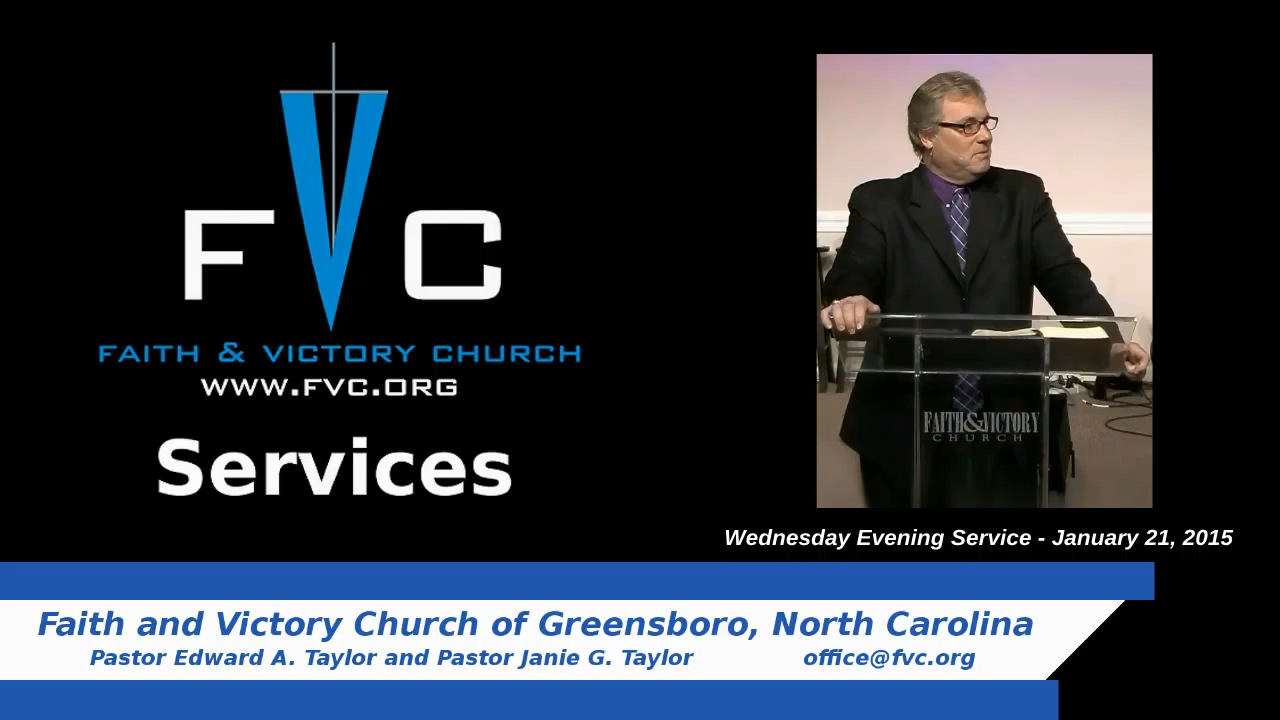 F V C
FAITH & VICTORY CHURCH
WWW.FVC.ORG
Services
FAITH&VICTORY
CHURCH
Wednesday Evening Service - January 21, 2015
Faith and Victory Church of Greensboro, North Carolina
Pastor Edward A. Taylor and Pastor Janie G. Taylor office@fvc.org